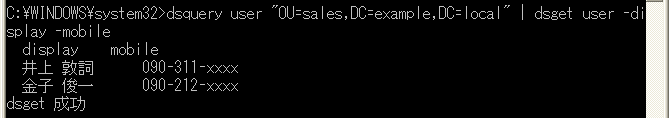 C:¥WINDOWS¥system32>dsquery user "OU=sales,DC=example,DC=local" | dsget user -di
splay -mobile
display mobile
井上 敦詞 090-311-xxxx
金子 俊一 090-212-xxxx
dsget 成功